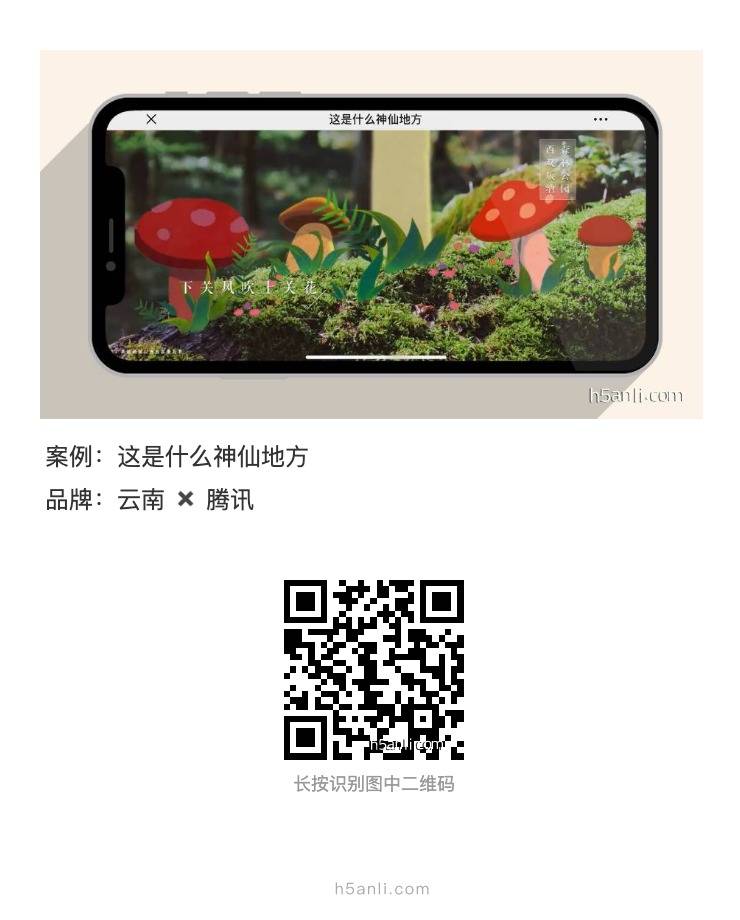 这是什么神仙地方
西双版纳
森林公园
下关风吹上关花
h5anli.com
案例：这是什么神仙地方
品牌：云南 ✖ 腾讯
h5anli.com
长按识别图中二维码
h5anli.com